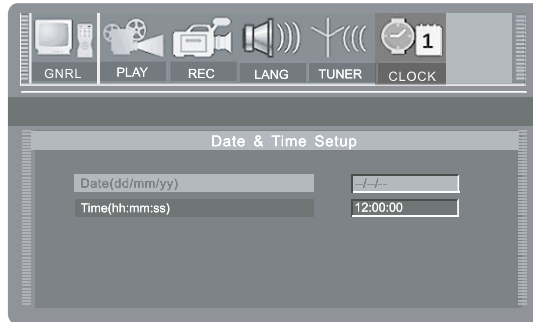 1
GNRL PLAY REC LANG TUNER CLOCK
Date & Time Setup
Date(dd/mm/yy) --/--/--
Time(hh:mm:ss) 12:00:00